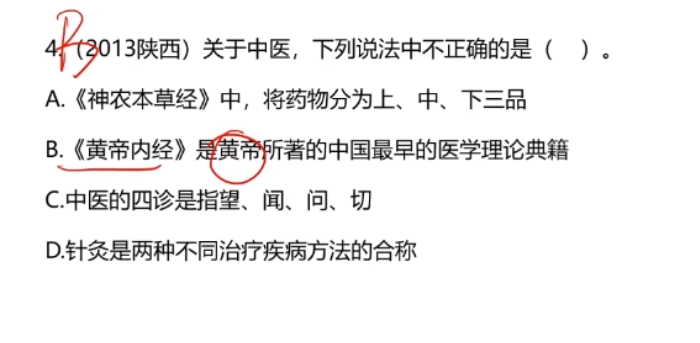 B
4.（2013陕西）关于中医，下列说法中不正确的是（　）。
A.《神农本草经》中，将药物分为上、中、下三品
B.《黄帝内经》是黄帝所著的中国最早的医学理论典籍
C.中医的四诊是指望、闻、问、切
D.针灸是两种不同治疗疾病方法的合称